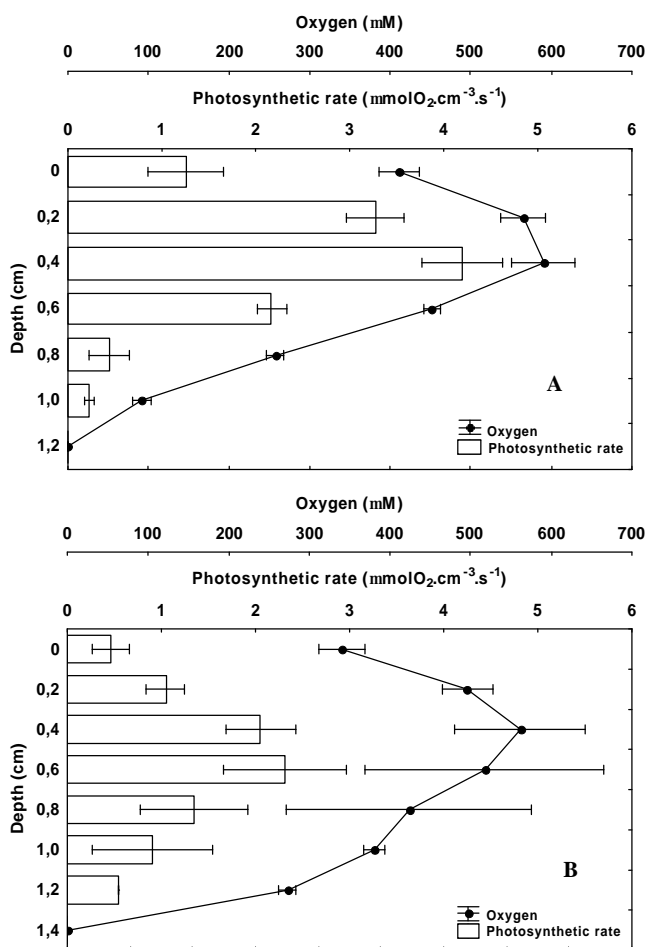 Oxygen (mM)
0 100 200 300 400 500 600 700
Photosynthetic rate (mmolO₂.cm⁻³.s⁻¹)
0 1 2 3 4 5 6
Depth (cm)
0
0,2
0,4
0,6
0,8
1,0
1,2
A
Oxygen
Photosynthetic rate
Oxygen (mM)
0 100 200 300 400 500 600 700
Photosynthetic rate (mmolO₂.cm⁻³.s⁻¹)
0 1 2 3 4 5 6
Depth (cm)
0
0,2
0,4
0,6
0,8
1,0
1,2
1,4
B
Oxygen
Photosynthetic rate